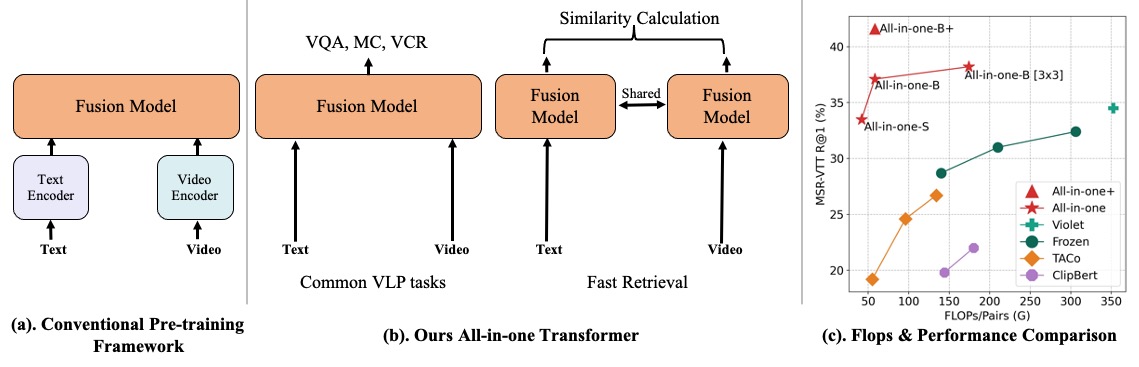 Fusion Model
Text
Encoder
Video
Encoder
Text
Video
(a). Conventional Pre-training
Framework
VQA, MC, VCR
Fusion Model
Text
Video
Common VLP tasks
Similarity Calculation
Fusion
Model
Shared
Fusion
Model
Text
Video
Fast Retrieval
(b). Ours All-in-one Transformer
MSR-VTT R@1 (%)
40
35
30
25
20
All-in-one-B+
All-in-one-B [3x3]
All-in-one-B
All-in-one-S
All-in-one+
All-in-one
Violet
Frozen
TACo
ClipBert
50 100 150 200 250 300 350
FLOPs/Pairs (G)
(c). Flops & Performance Comparison